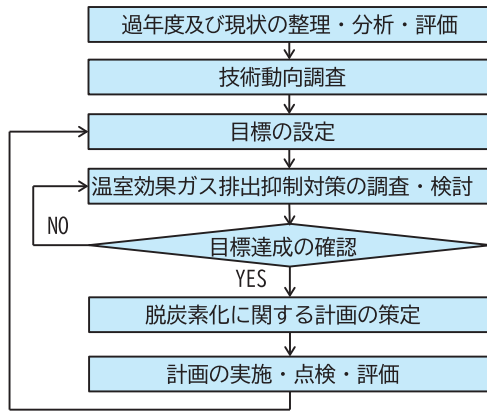 過年度及び現状の整理・分析・評価
技術動向調査
目標の設定
温室効果ガス排出抑制対策の調査・検討
NO
目標達成の確認
YES
脱炭素化に関する計画の策定
計画の実施・点検・評価